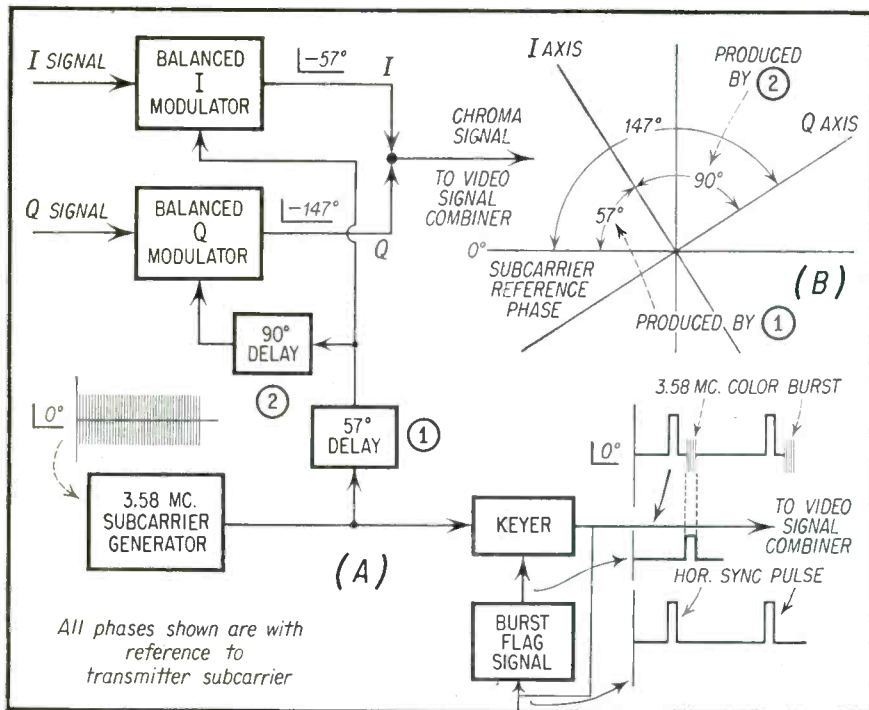 I SIGNAL
BALANCED
I
MODULATOR
−57°
I
Q SIGNAL
BALANCED
Q
MODULATOR
−147°
Q
CHROMA
SIGNAL
TO VIDEO
SIGNAL
COMBINER
90°
DELAY
2
0°
57°
DELAY
1
3.58 MC.
SUBCARRIER
GENERATOR
(A)
KEYER
BURST
FLAG
SIGNAL
All phases shown are with
reference to
transmitter subcarrier
I AXIS
PRODUCED
BY 2
Q AXIS
147°
90°
57°
0°
SUBCARRIER
REFERENCE
PHASE
(B)
PRODUCED BY 1
3.58 MC. COLOR BURST
0°
TO VIDEO
SIGNAL
COMBINER
HOR. SYNC PULSE